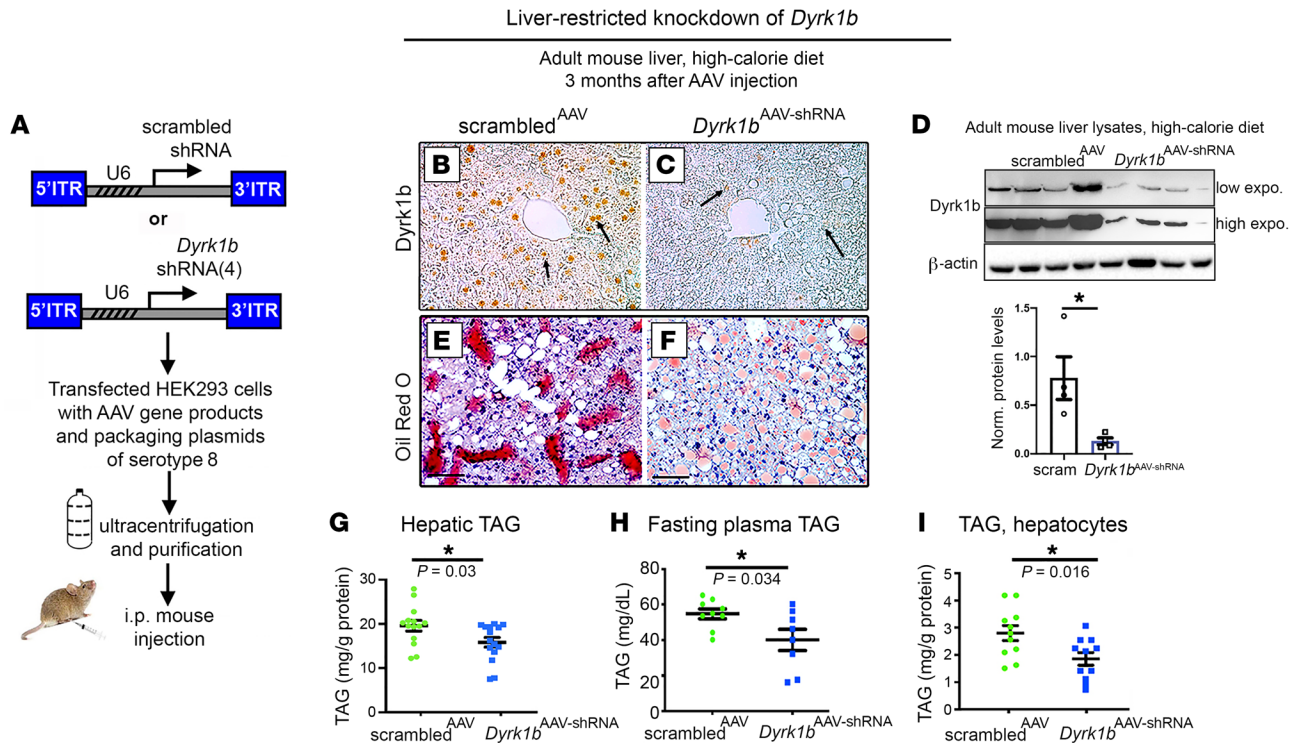 Liver-restricted knockdown of Dyrk1b
Adult mouse liver, high-calorie diet
3 months after AAV injection
A
scrambled
shRNA
5'ITR
U6
3'ITR
or
Dyrk1b
shRNA(4)
5'ITR
U6
3'ITR
Transfected HEK293 cells
with AAV gene products
and packaging plasmids
of serotype 8
ultracentrifugation
and purification
i.p. mouse
injection
scrambledAAV
Dyrk1bAAV-shRNA
Dyrk1b
B
C
Oil Red O
E
F
D
Adult mouse liver lysates, high-calorie diet
scrambledAAV Dyrk1bAAV-shRNA
Dyrk1b
low expo.
high expo.
β-actin
*
Norm. protein levels
1.5
1.0
0.5
0.0
scram Dyrk1bAAV-shRNA
G
Hepatic TAG
*
P = 0.03
TAG (mg/g protein)
30
20
10
0
scrambledAAV Dyrk1bAAV-shRNA
H
Fasting plasma TAG
*
P = 0.034
TAG (mg/dL)
80
60
40
20
0
scrambledAAV Dyrk1bAAV-shRNA
I
TAG, hepatocytes
*
P = 0.016
TAG (mg/g protein)
5
4
3
2
1
0
scrambledAAV Dyrk1bAAV-shRNA